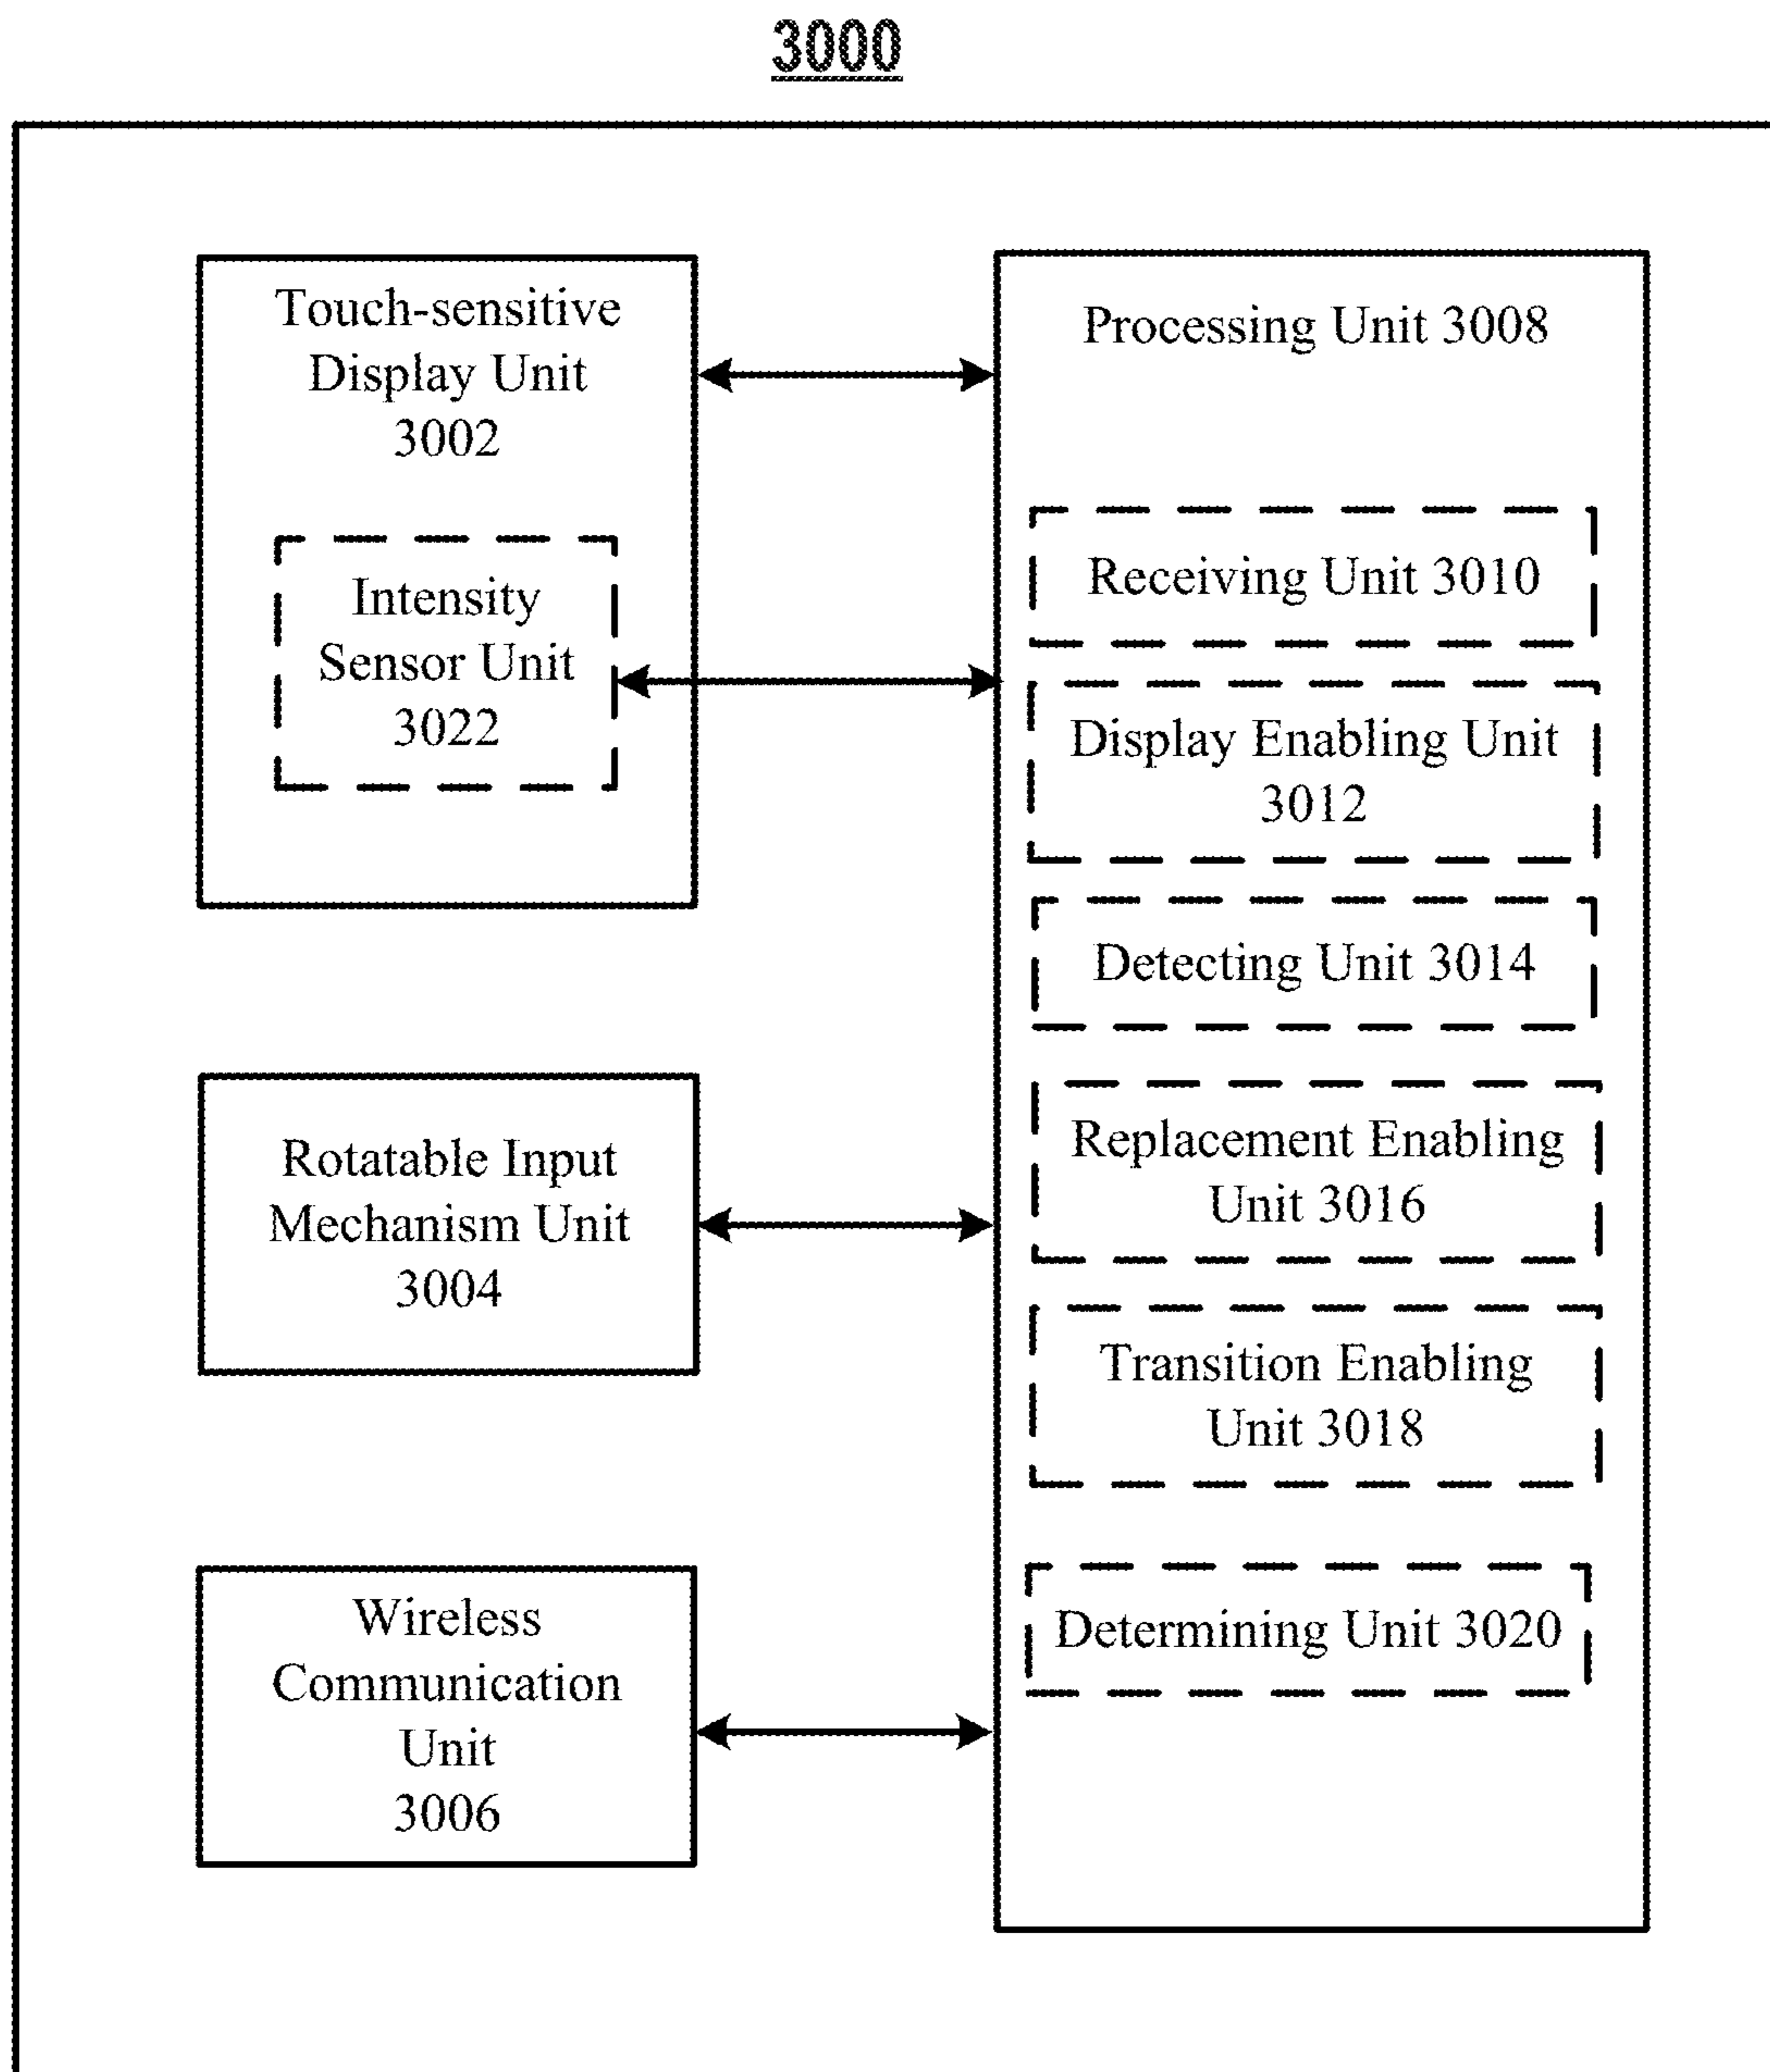 3000
Touch-sensitive
Display Unit
3002
Intensity
Sensor Unit
3022
Rotatable Input
Mechanism Unit
3004
Wireless
Communication
Unit
3006
Processing Unit 3008
Receiving Unit 3010
Display Enabling Unit
3012
Detecting Unit 3014
Replacement Enabling
Unit 3016
Transition Enabling
Unit 3018
Determining Unit 3020